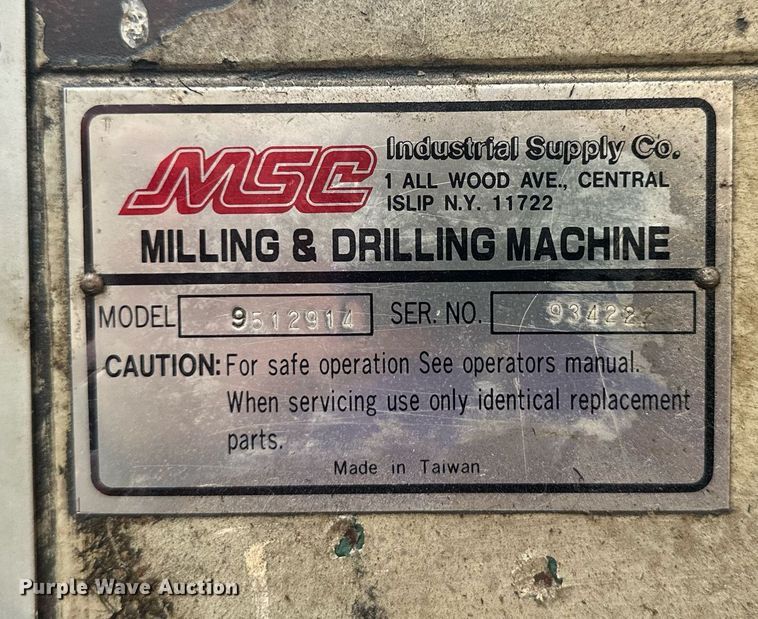 MSC Industrial Supply Co.
1 ALL WOOD AVE., CENTRAL
ISLIP N.Y. 11722
MILLING & DRILLING MACHINE
MODEL 9512914 SER. NO.
CAUTION: For safe operation See operators manual.
When servicing use only identical replacement
parts.
Made in Taiwan
Purple Wave Auction